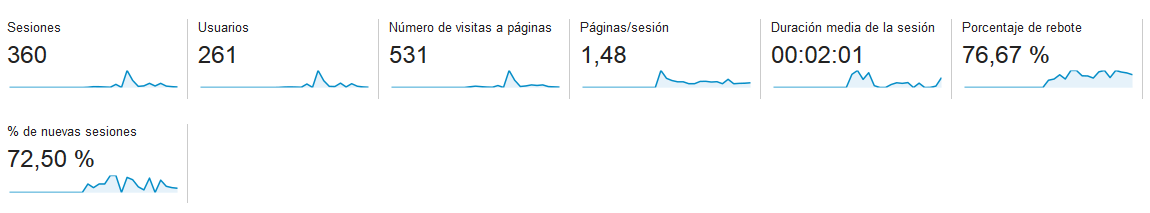 Sesiones
360
Usuarios
261
Número de visitas a páginas
531
Páginas/sesión
1,48
Duración media de la sesión
00:02:01
Porcentaje de rebote
76,67 %
% de nuevas sesiones
72,50 %